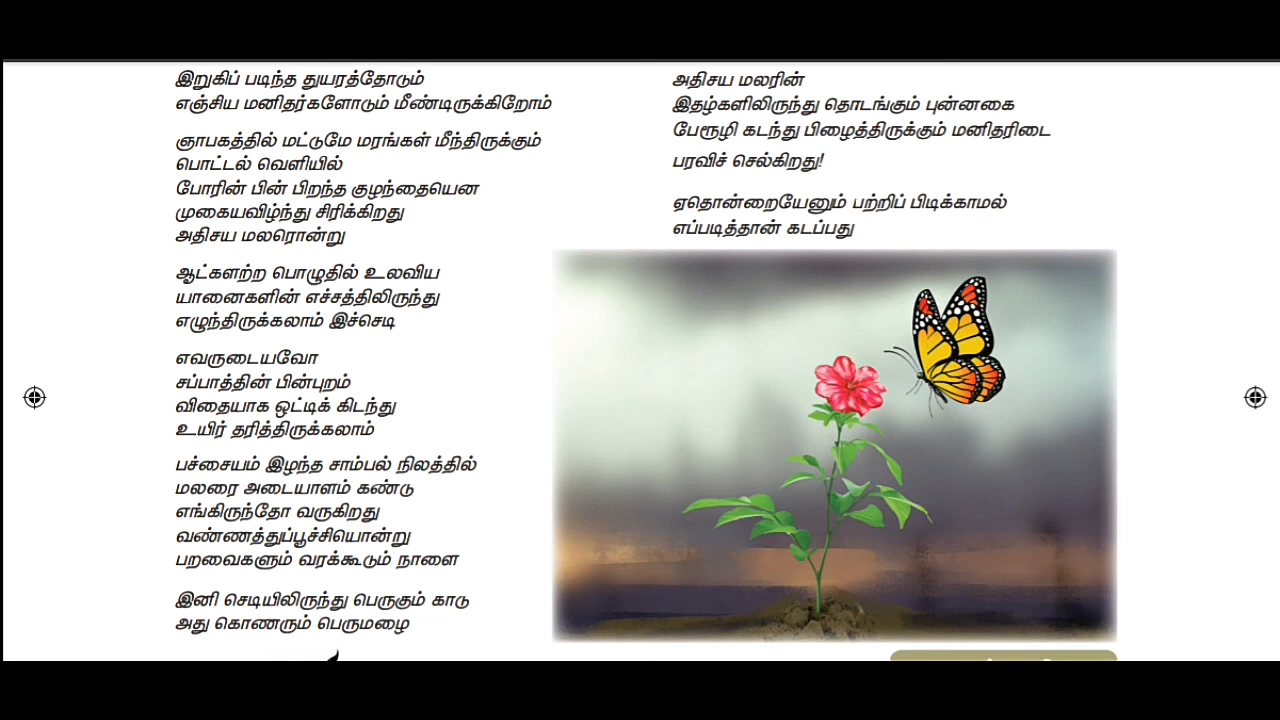 இறுகிப் படிந்த துயரத்தோடும்
எஞ்சிய மனிதர்களோடும் மீண்டிருக்கிறோம்
ஞாபகத்தில் மட்டுமே மரங்கள் மீந்திருக்கும்
பொட்டல் வெளியில்
போரின் பின் பிறந்த குழந்தையென
முகையவிழ்ந்து சிரிக்கிறது
அதிசய மலரொன்று
ஆட்களற்ற பொழுதில் உலவிய
யானைகளின் எச்சத்திலிருந்து
எழுந்திருக்கலாம் இச்செடி
எவருடையவோ
சப்பாத்தின் பின்புறம்
விதையாக ஒட்டிக் கிடந்து
உயிர் தரித்திருக்கலாம்
பச்சையம் இழந்த சாம்பல் நிலத்தில்
மலரை அடையாளம் கண்டு
எங்கிருந்தோ வருகிறது
வண்ணத்துப்பூச்சியொன்று
பறவைகளும் வரக்கூடும் நாளை
இனி செடியிலிருந்து பெருகும் காடு
அது கொணரும் பெருமழை
அதிசய மலரின்
இதழ்களிலிருந்து தொடங்கும் புன்னகை
பேரூழி கடந்து பிழைத்திருக்கும் மனிதரிடை
பரவிச் செல்கிறது!
ஏதொன்றையேனும் பற்றிப் பிடிக்காமல்
எப்படித்தான் கடப்பது